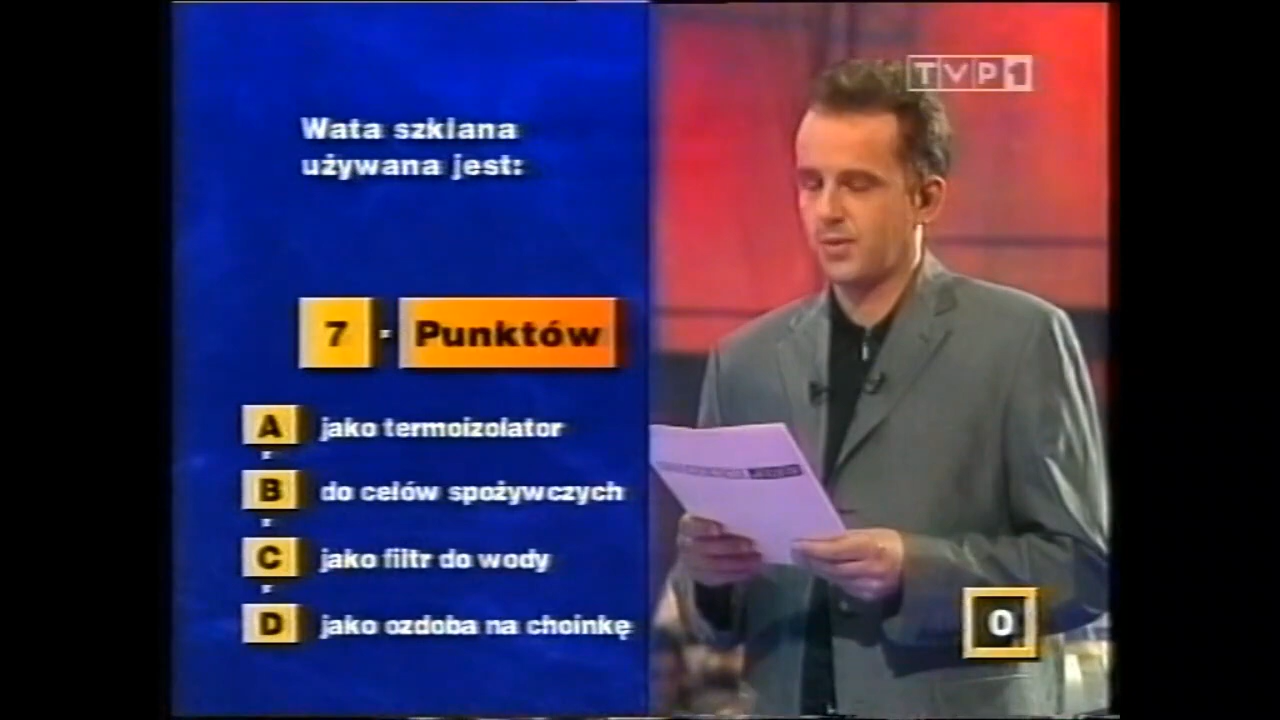 TVP1
Wata szklana
używana jest:
7 Punktów
A jako termoizolator
B do celów spożywczych
C jako filtr do wody
D jako ozdoba na choinkę
0